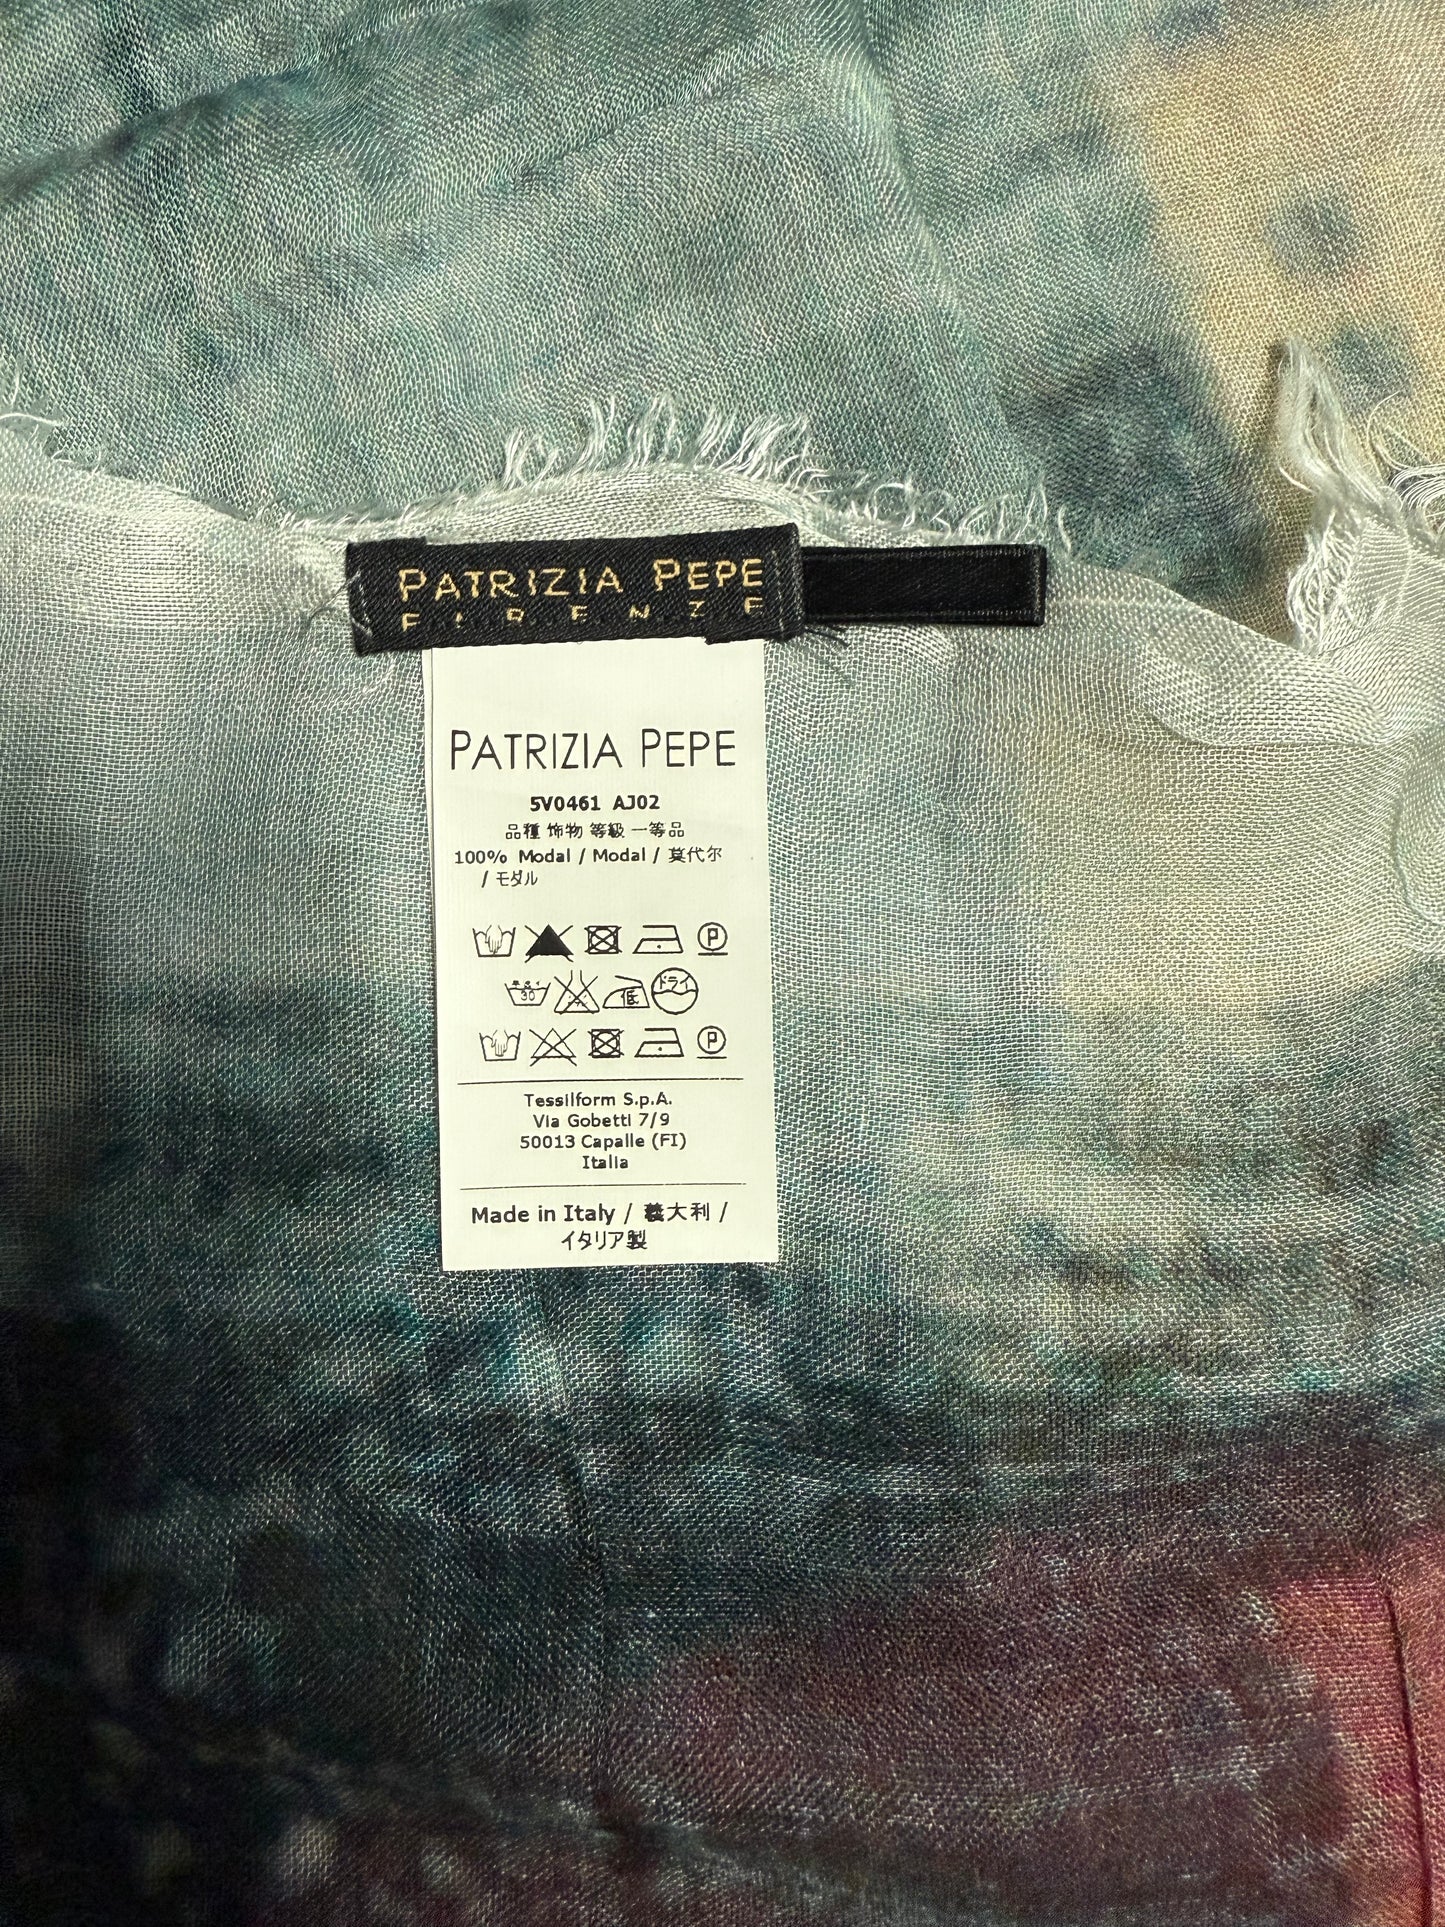 PATRIZIA PEPE
FIRENZE
PATRIZIA PEPE
5V0461 AJ02
品種 饰物 等級 一等品
100% Modal / Modal / 莫代尔
/ モダル
P
30 低 ドライ
P
Tessilform S.p.A.
Via Gobetti 7/9
50013 Capalle (FI)
Italia
Made in Italy / 義大利 /
イタリア製